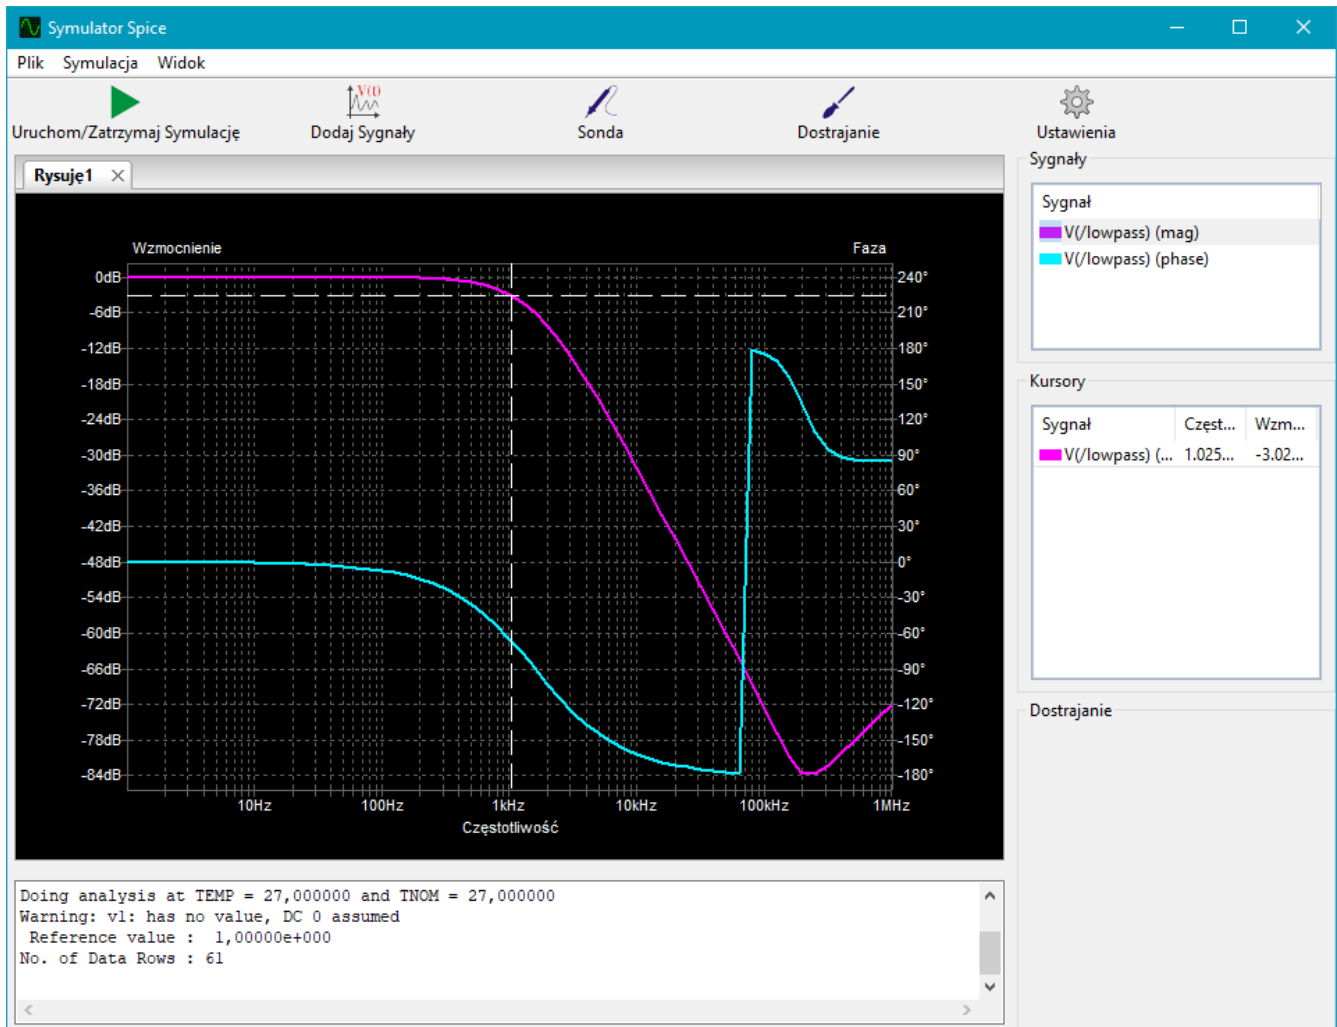 Symulator Spice
Plik Symulacja Widok
Uruchom/Zatrzymaj Symulację Dodaj Sygnały Sonda Dostrajanie Ustawienia
V(t)
Rysuję1
Wzmocnienie Faza
0dB 240°
-6dB 210°
-12dB 180°
-18dB 150°
-24dB 120°
-30dB 90°
-36dB 60°
-42dB 30°
-48dB 0°
-54dB -30°
-60dB -60°
-66dB -90°
-72dB -120°
-78dB -150°
-84dB -180°
10Hz 100Hz 1kHz 10kHz 100kHz 1MHz
Częstotliwość
Sygnały
Sygnał
V(/lowpass) (mag)
V(/lowpass) (phase)
Kursory
Sygnał Częst... Wzm...
V(/lowpass) (... 1.025... -3.02...
Dostrajanie
Doing analysis at TEMP = 27,000000 and TNOM = 27,000000
Warning: v1: has no value, DC 0 assumed
Reference value : 1,00000e+000
No. of Data Rows : 61